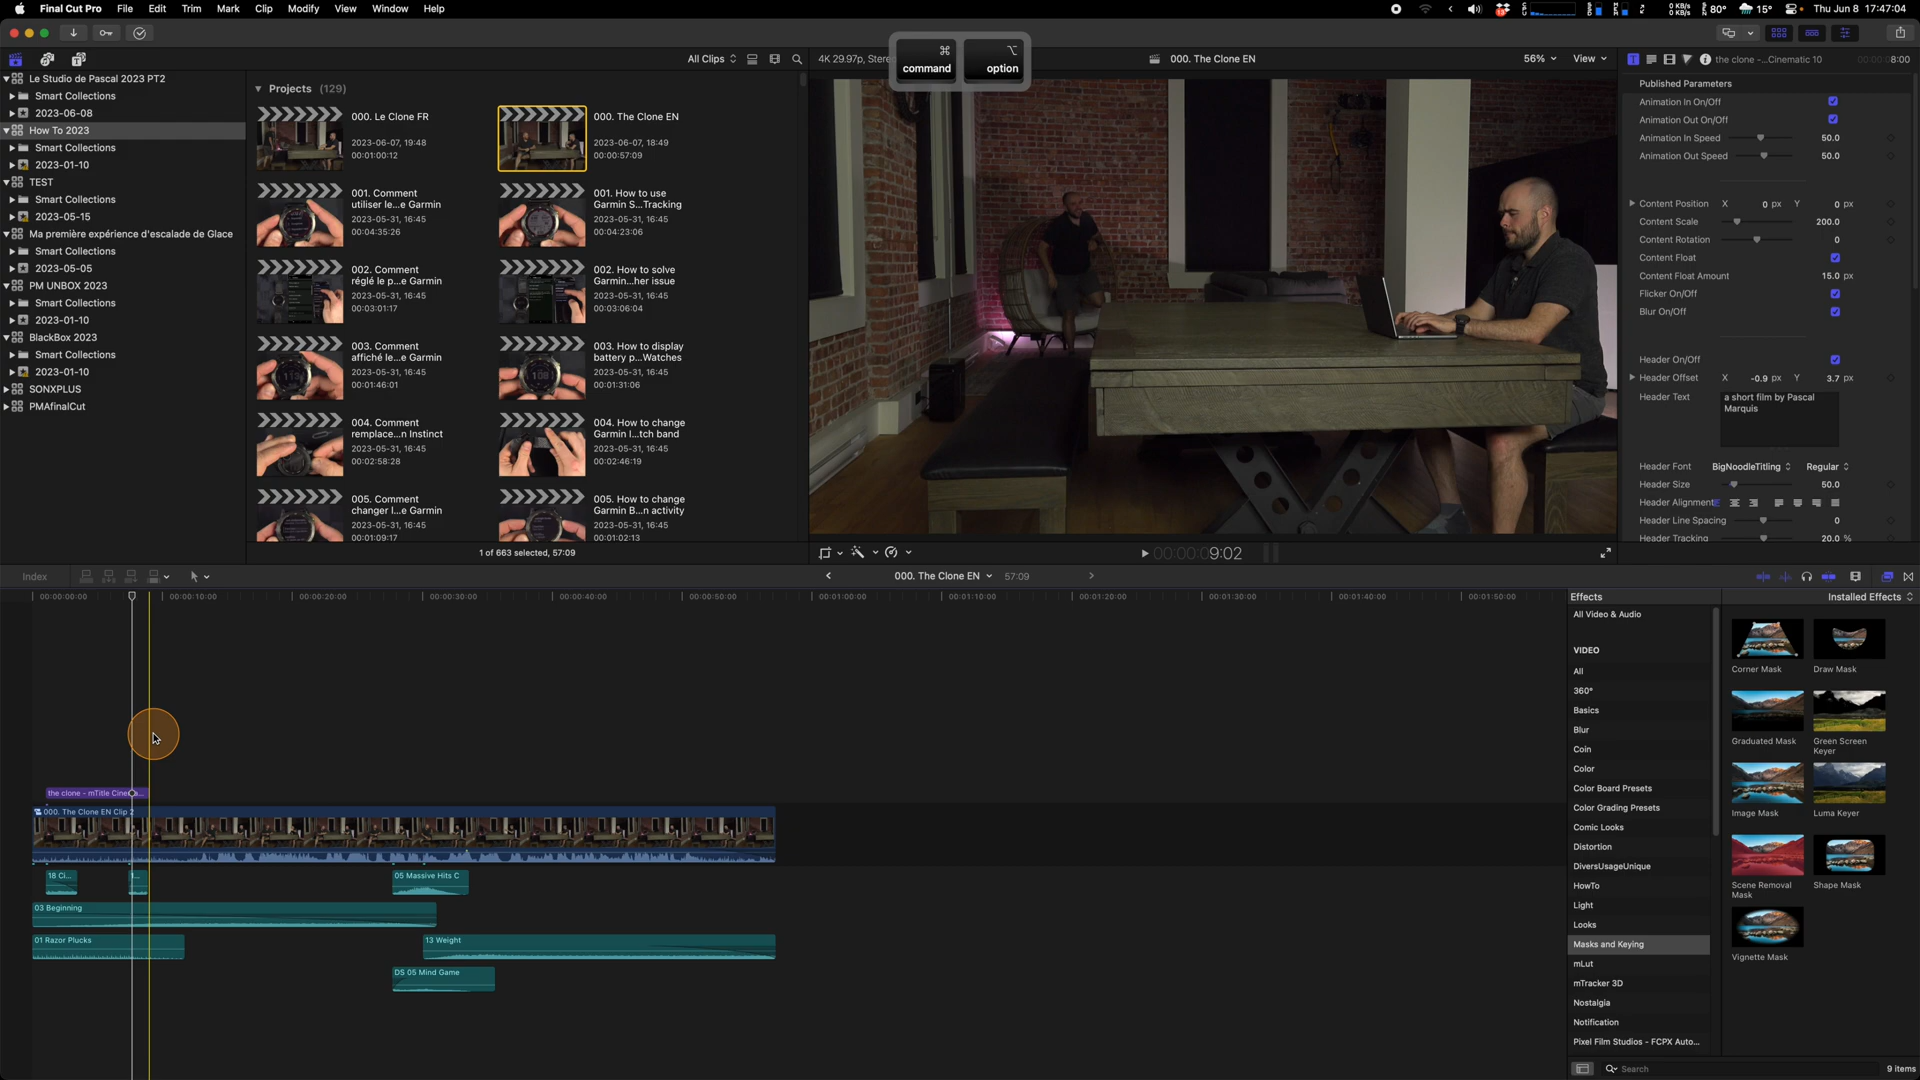 Final Cut Pro File Edit Trim Mark Clip Modify View Window Help
0 KB/s
0 KB/s
80° 15° Thu Jun 8 17:47:04
⌘ command ⌥ option
All Clips
4K 29.97p, Stere
000. The Clone EN
56% View
the clone -...Cinematic 10
8:00
Le Studio de Pascal 2023 PT2
Smart Collections
2023-06-08
How To 2023
Smart Collections
2023-01-10
TEST
Smart Collections
2023-05-15
Ma première expérience d'escalade de Glace
Smart Collections
2023-05-05
PM UNBOX 2023
Smart Collections
2023-01-10
BlackBox 2023
Smart Collections
2023-01-10
SONXPLUS
PMAfinalCut
Projects (129)
000. Le Clone FR
2023-06-07, 19:48
00:01:00:12
000. The Clone EN
2023-06-07, 18:49
00:00:57:09
001. Comment
utiliser le...e Garmin
2023-05-31, 16:45
00:04:35:26
001. How to use
Garmin S...Tracking
2023-05-31, 16:45
00:04:23:06
002. Comment
réglé le p...e Garmin
2023-05-31, 16:45
00:03:01:17
002. How to solve
Garmin...her issue
2023-05-31, 16:45
00:03:06:04
003. Comment
affiché le...e Garmin
2023-05-31, 16:45
00:01:46:01
003. How to display
battery p...Watches
2023-05-31, 16:45
00:01:31:06
004. Comment
remplace...n Instinct
2023-05-31, 16:45
00:02:58:28
004. How to change
Garmin I...tch band
2023-05-31, 16:45
00:02:46:19
005. Comment
changer l...e Garmin
2023-05-31, 16:45
00:01:09:17
005. How to change
Garmin B...n activity
2023-05-31, 16:45
00:01:02:13
1 of 663 selected, 57:09
00:00:09:02
Published Parameters
Animation In On/Off
Animation Out On/Off
Animation In Speed 50.0
Animation Out Speed 50.0
Content Position X 0 px Y 0 px
Content Scale 200.0
Content Rotation 0
Content Float
Content Float Amount 15.0 px
Flicker On/Off
Blur On/Off
Header On/Off
Header Offset X -0.9 px Y 3.7 px
Header Text a short film by Pascal
Marquis
Header Font BigNoodleTitling Regular
Header Size 50.0
Header Alignment
Header Line Spacing 0
Header Tracking 20.0 %
Index
000. The Clone EN 57:09
00:00:00:00 00:00:10:00 00:00:20:00 00:00:30:00 00:00:40:00 00:00:50:00 00:01:00:00 00:01:10:00 00:01:20:00 00:01:30:00 00:01:40:00 00:01:50:00
the clone - mTitle Cinema...
000. The Clone EN Clip 2
18 Ci...
1...
05 Massive Hits C
03 Beginning
01 Razor Plucks
13 Weight
DS 05 Mind Game
Effects Installed Effects
All Video & Audio
VIDEO
All
360°
Basics
Blur
Coin
Color
Color Board Presets
Color Grading Presets
Comic Looks
Distortion
DiversUsageUnique
HowTo
Light
Looks
Masks and Keying
mLut
mTracker 3D
Nostalgia
Notification
Pixel Film Studios - FCPX Auto...
Corner Mask
Draw Mask
Graduated Mask
Green Screen
Keyer
Image Mask
Luma Keyer
Scene Removal
Mask
Shape Mask
Vignette Mask
Search
9 items